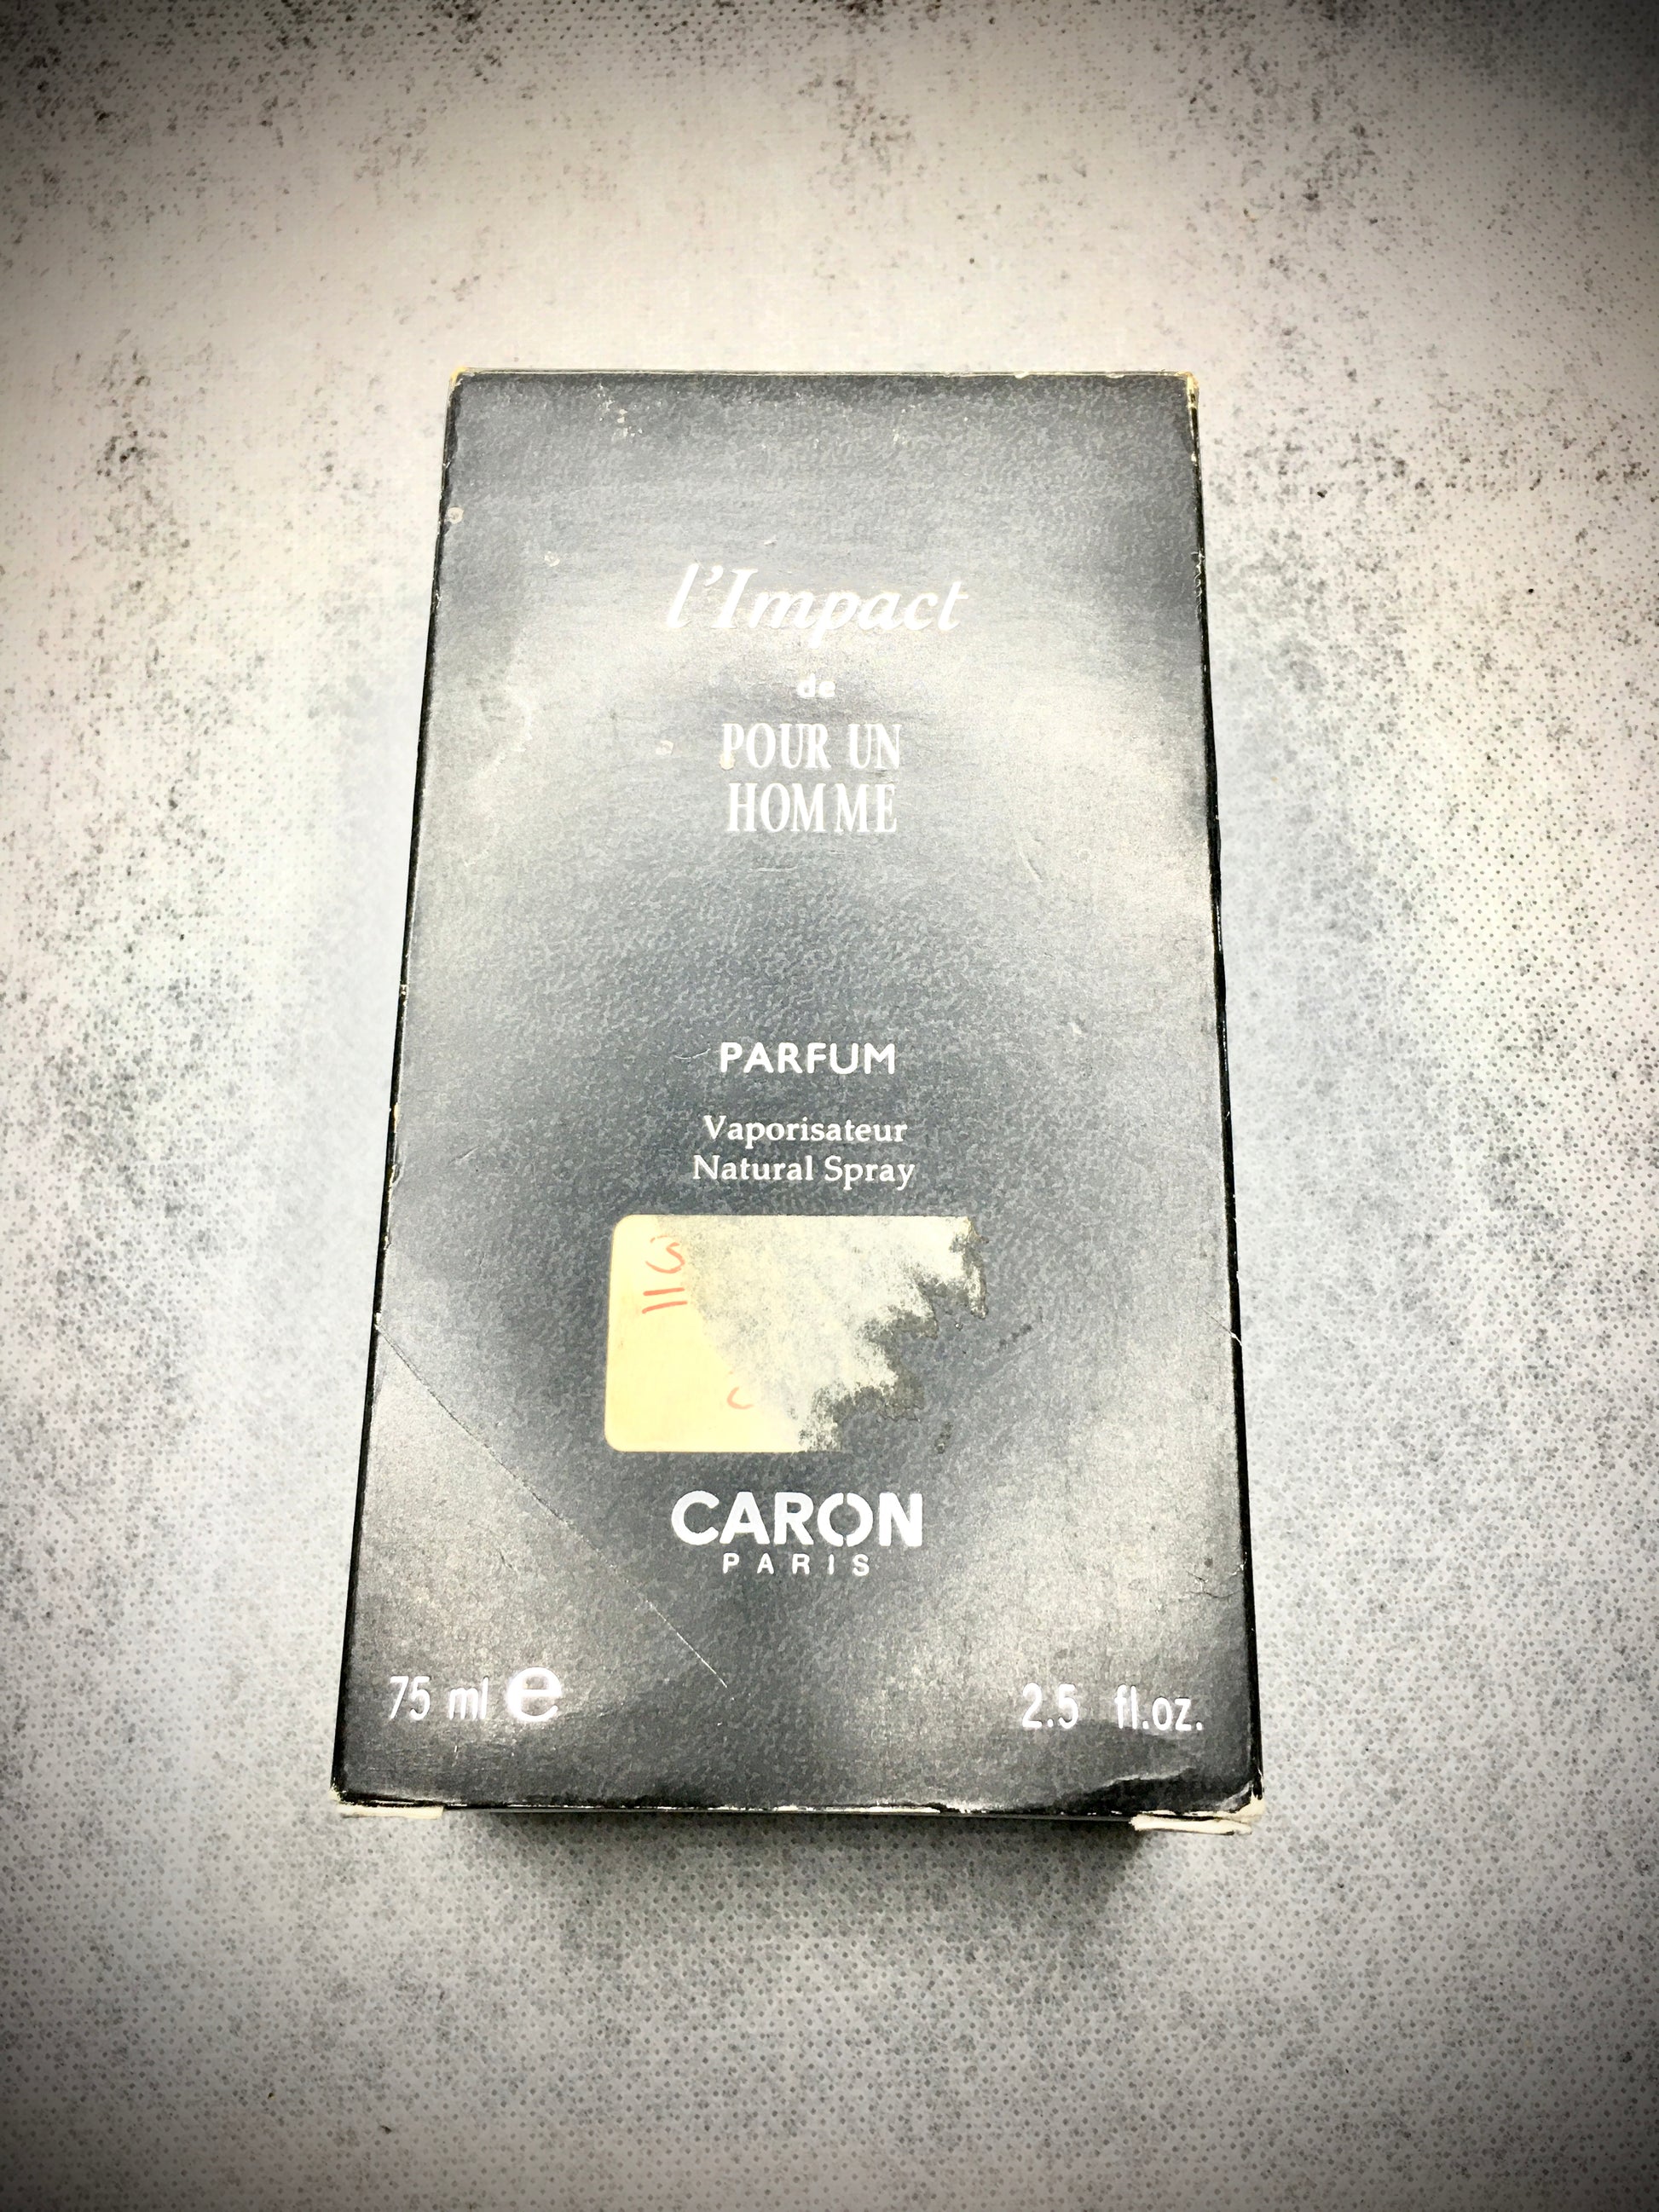 l'Impact
de
POUR UN
HOMME
PARFUM
Vaporisateur
Natural Spray
CARON
PARIS
75 ml e
2.5 fl.oz.